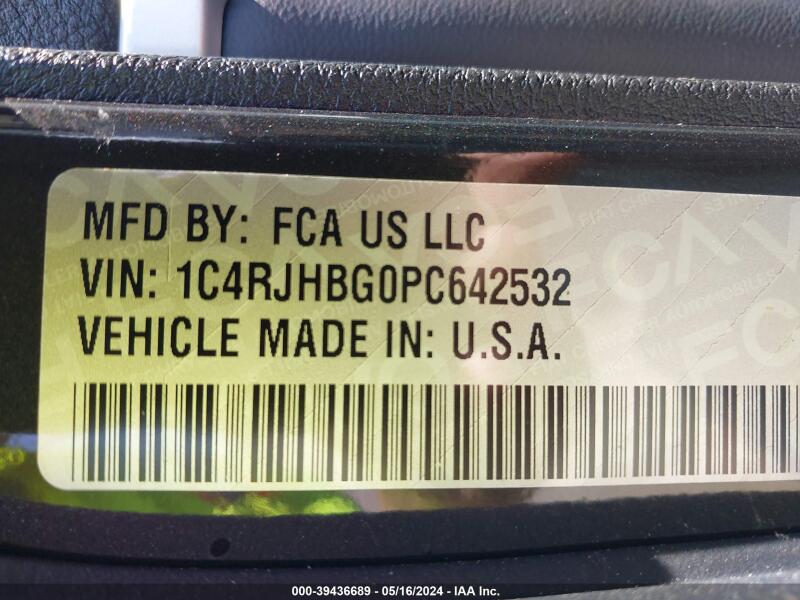 MFD BY: FCA US LLC
VIN: 1C4RJHBG0PC642532
VEHICLE MADE IN: U.S.A.
000-39436689 - 05/16/2024 - IAA Inc.